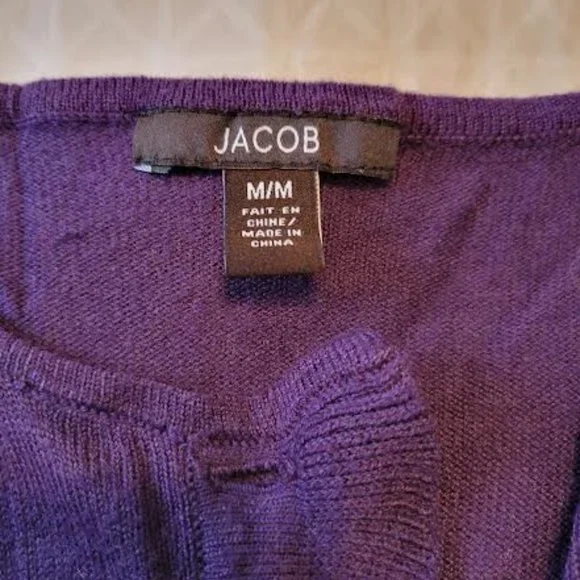 JACOB
M/M
FAIT EN
CHINE/
MADE IN
CHINA